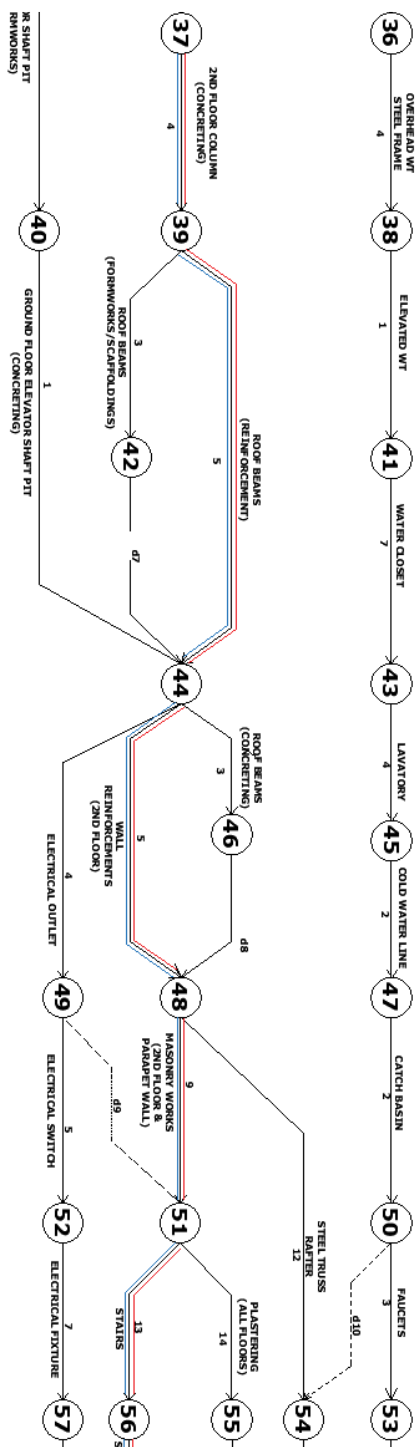 36
OVERHEAD WT
STEEL FRAME
4
38
ELEVATED WT
1
41
WATER CLOSET
7
43
LAVATORY
4
45
COLD WATER LINE
2
47
CATCH BASIN
2
50
FAUCETS
3
53
d10
STEEL TRUSS
RAFTER
12
54
ROOF BEAMS
(REINFORCEMENT)
5
ROOF BEAMS
(CONCRETING)
3
46
d8
PLASTERING
(ALL FLOORS)
14
55
37
2ND FLOOR COLUMN
(CONCRETING)
4
39
44
48
9
MASONRY WORKS
(2ND FLOOR &
PARAPET WALL)
51
3
ROOF BEAMS
(FORMWORKS/SCAFFOLDINGS)
42
d7
5
WALL
REINFORCEMENTS
(2ND FLOOR)
13
STAIRS
56
S
d9
R SHAFT PIT
RMWORKS)
40
1
GROUND FLOOR ELEVATOR SHAFT PIT
(CONCRETING)
4
ELECTRICAL OUTLET
49
5
ELECTRICAL SWITCH
52
7
ELECTRICAL FIXTURE
57